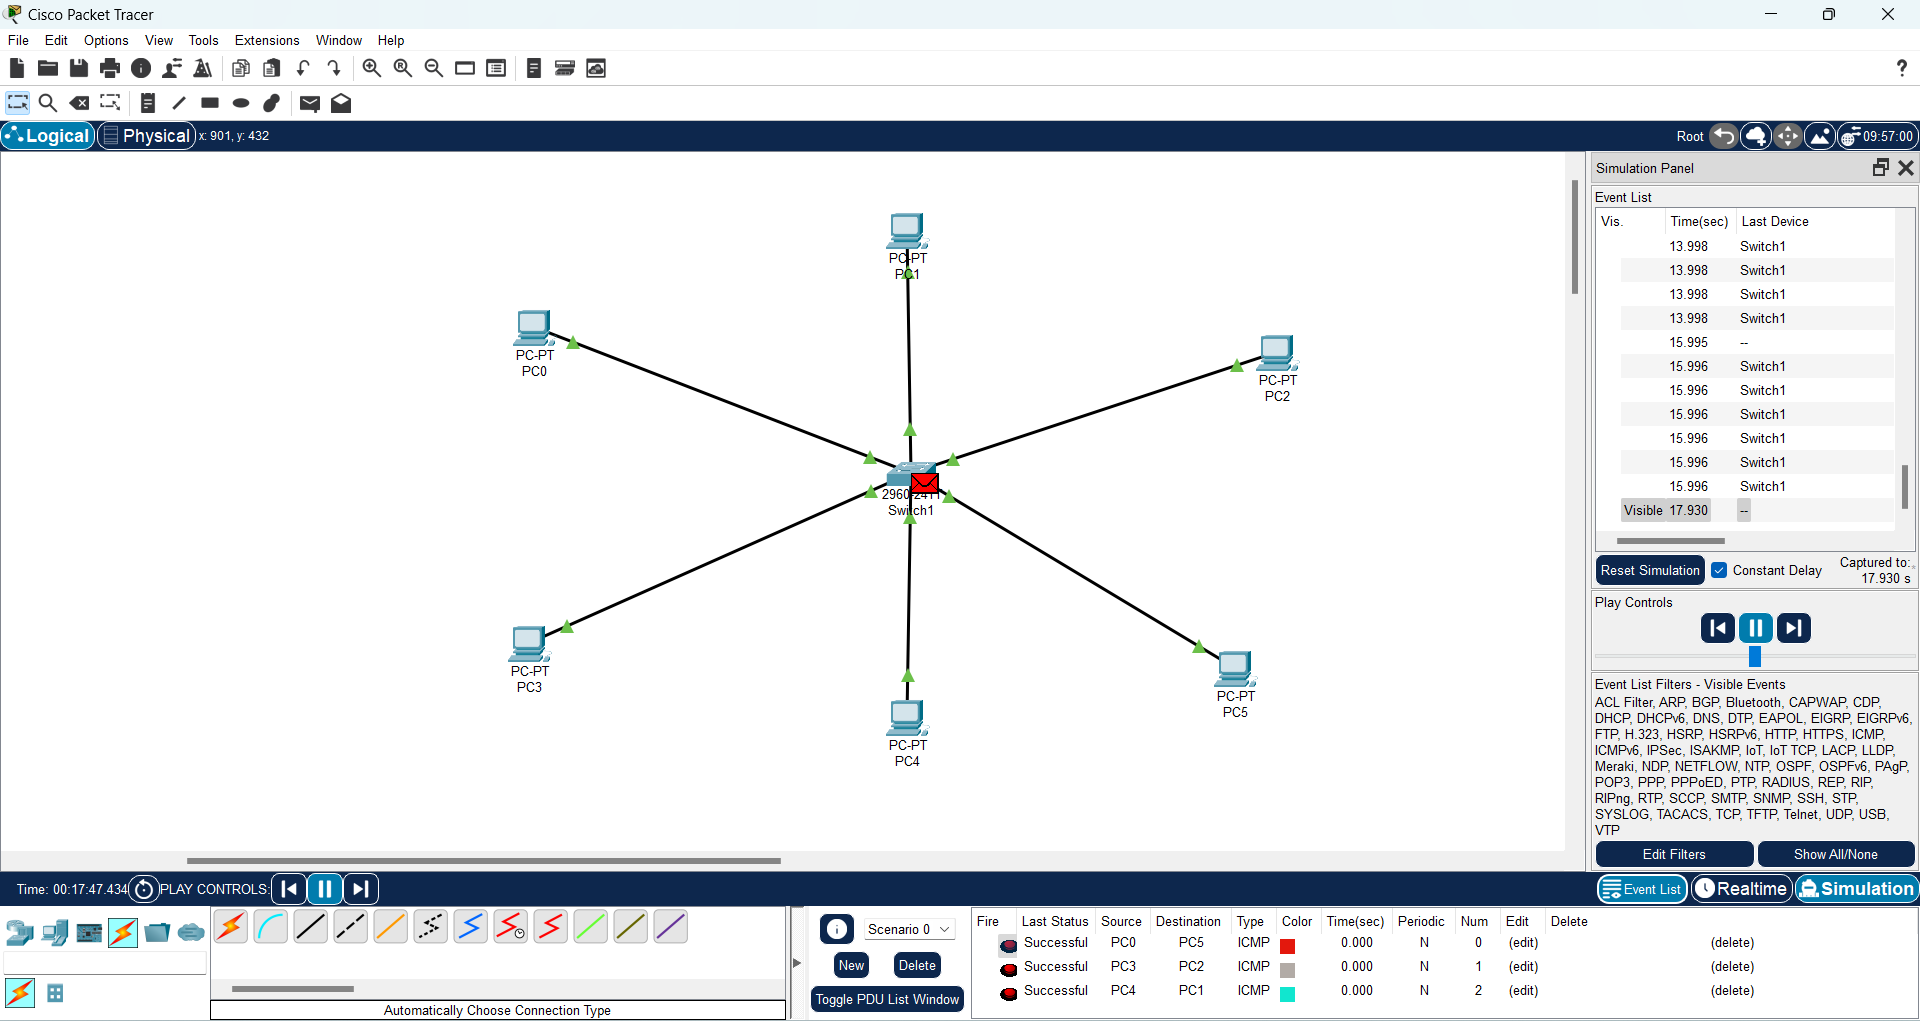 Cisco Packet Tracer
File Edit Options View Tools Extensions Window Help
Logical Physical x: 901, y: 432 Root 09:57:00
PC-PT
PC1
PC-PT
PC0
PC-PT
PC2
Switch1
PC-PT
PC3
PC-PT
PC4
PC-PT
PC5
Simulation Panel
Event List
Vis. Time(sec) Last Device
13.998 Switch1
13.998 Switch1
13.998 Switch1
13.998 Switch1
15.995 --
15.996 Switch1
15.996 Switch1
15.996 Switch1
15.996 Switch1
15.996 Switch1
15.996 Switch1
Visible 17.930 --
Reset Simulation Constant Delay Captured to:
17.930 s
Play Controls
Event List Filters - Visible Events
ACL Filter, ARP, BGP, Bluetooth, CAPWAP, CDP,
DHCP, DHCPv6, DNS, DTP, EAPOL, EIGRP, EIGRPv6,
FTP, H.323, HSRP, HSRPv6, HTTP, HTTPS, ICMP,
ICMPv6, IPSec, ISAKMP, IoT, IoT TCP, LACP, LLDP,
Meraki, NDP, NETFLOW, NTP, OSPF, OSPFv6, PAgP,
POP3, PPP, PPPoED, PTP, RADIUS, REP, RIP,
RIPng, RTP, SCCP, SMTP, SNMP, SSH, STP,
SYSLOG, TACACS, TCP, TFTP, Telnet, UDP, USB,
VTP
Edit Filters Show All/None
Time: 00:17:47.434 PLAY CONTROLS: Event List Realtime Simulation
Automatically Choose Connection Type
Scenario 0
New Delete
Toggle PDU List Window
Fire Last Status Source Destination Type Color Time(sec) Periodic Num Edit Delete
Successful PC0 PC5 ICMP 0.000 N 0 (edit) (delete)
Successful PC3 PC2 ICMP 0.000 N 1 (edit) (delete)
Successful PC4 PC1 ICMP 0.000 N 2 (edit) (delete)